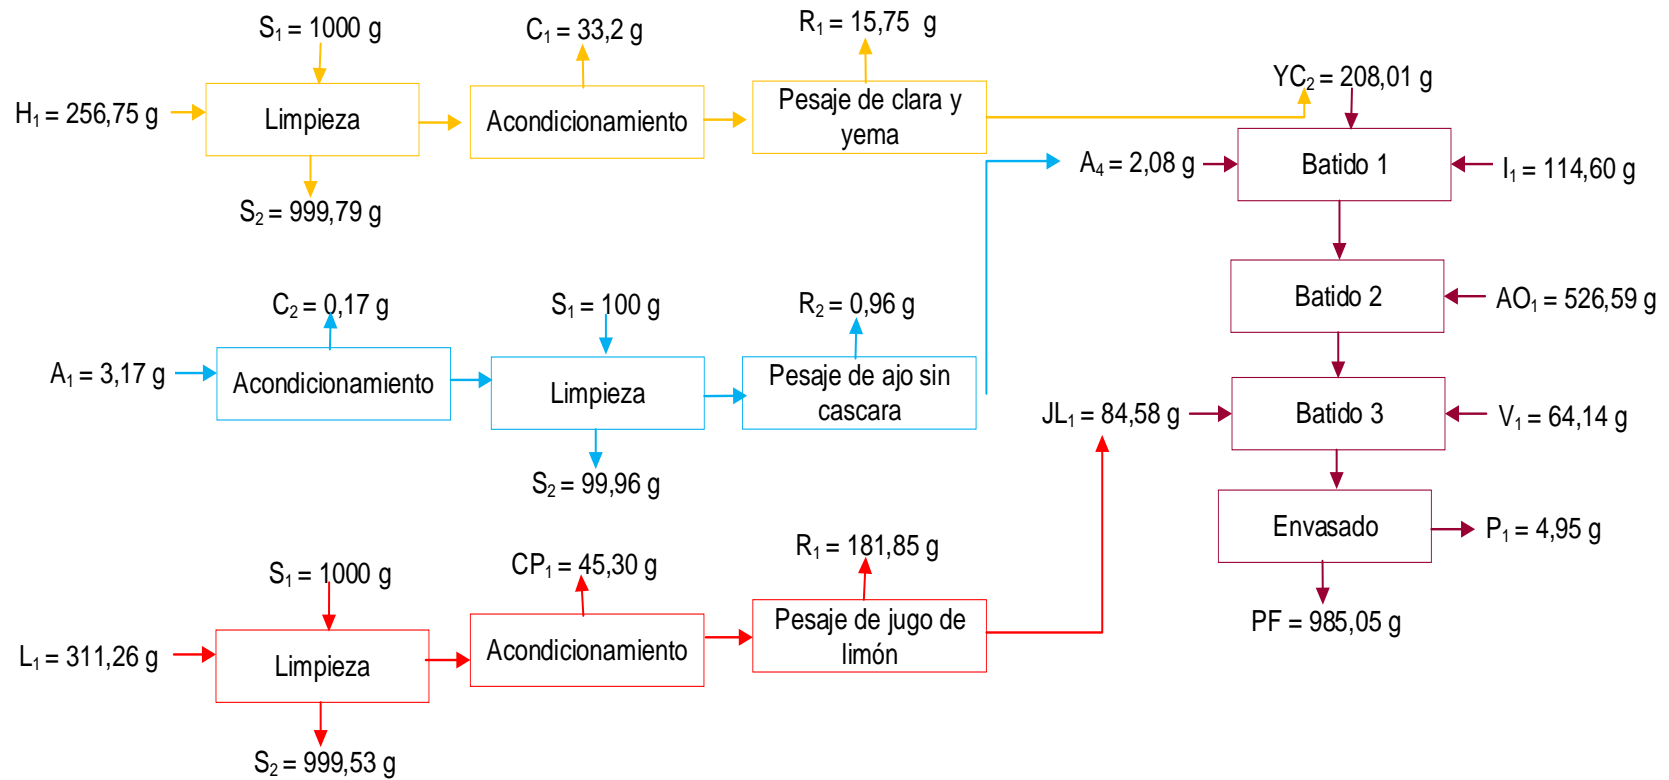 S₁ = 1000 g
C₁ = 33,2 g
R₁ = 15,75 g
H₁ = 256,75 g
Limpieza
Acondicionamiento
Pesaje de clara y
yema
S₂ = 999,79 g
YC₂ = 208,01 g
A₄ = 2,08 g
Batido 1
I₁ = 114,60 g
C₂ = 0,17 g
S₁ = 100 g
R₂ = 0,96 g
A₁ = 3,17 g
Acondicionamiento
Limpieza
Pesaje de ajo sin
cascara
S₂ = 99,96 g
Batido 2
AO₁ = 526,59 g
JL₁ = 84,58 g
Batido 3
V₁ = 64,14 g
Envasado
P₁ = 4,95 g
PF = 985,05 g
S₁ = 1000 g
CP₁ = 45,30 g
R₁ = 181,85 g
L₁ = 311,26 g
Limpieza
Acondicionamiento
Pesaje de jugo de
limón
S₂ = 999,53 g